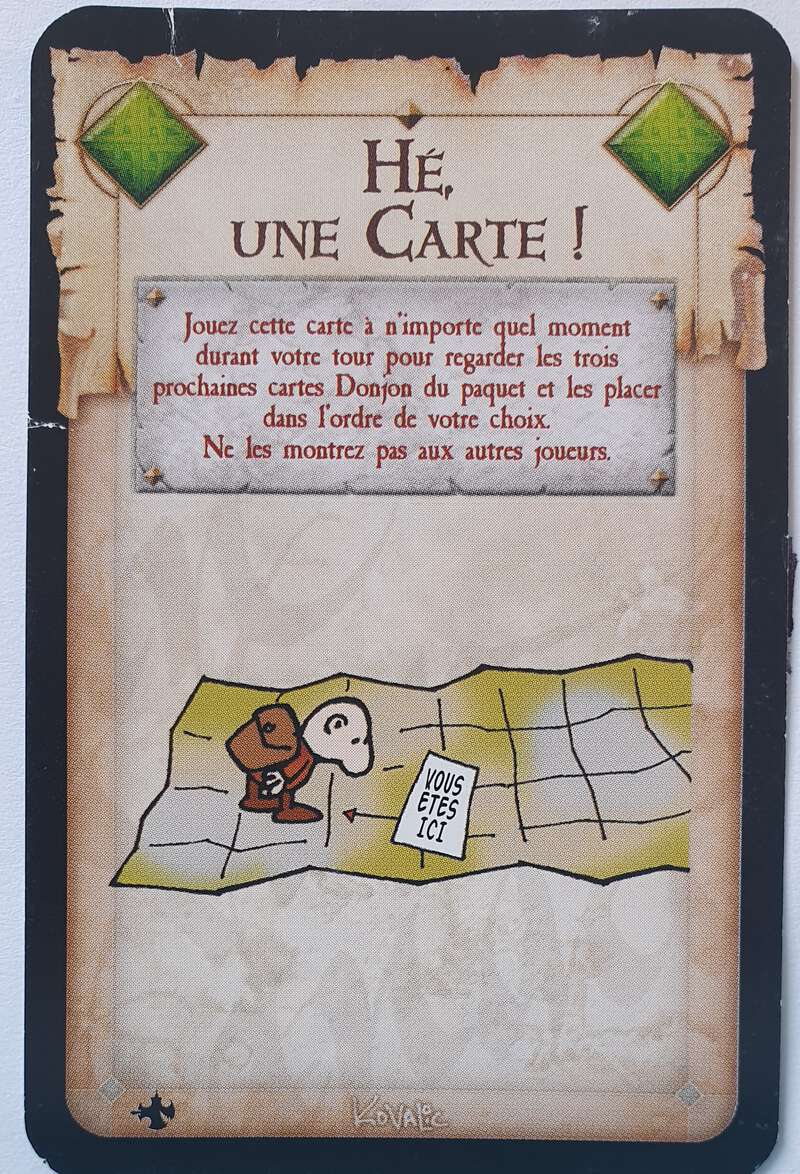 Hé,
une Carte !
Jouez cette carte à n'importe quel moment
durant votre tour pour regarder les trois
prochaines cartes Donjon du paquet et les placer
dans l'ordre de votre choix.
Ne les montrez pas aux autres joueurs.
VOUS
ETES
ICI
KOVALIC